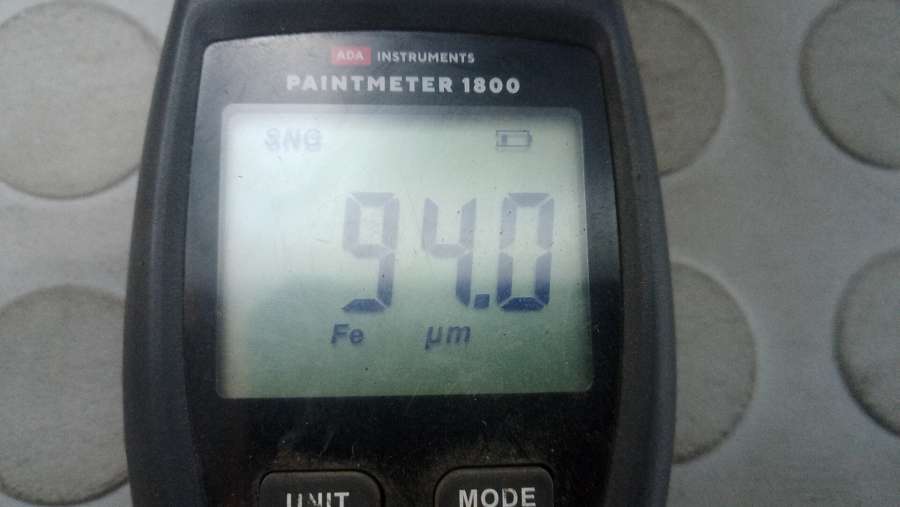 ADA INSTRUMENTS
PAINTMETER 1800
SNG
94.0
Fe µm
UNIT MODE